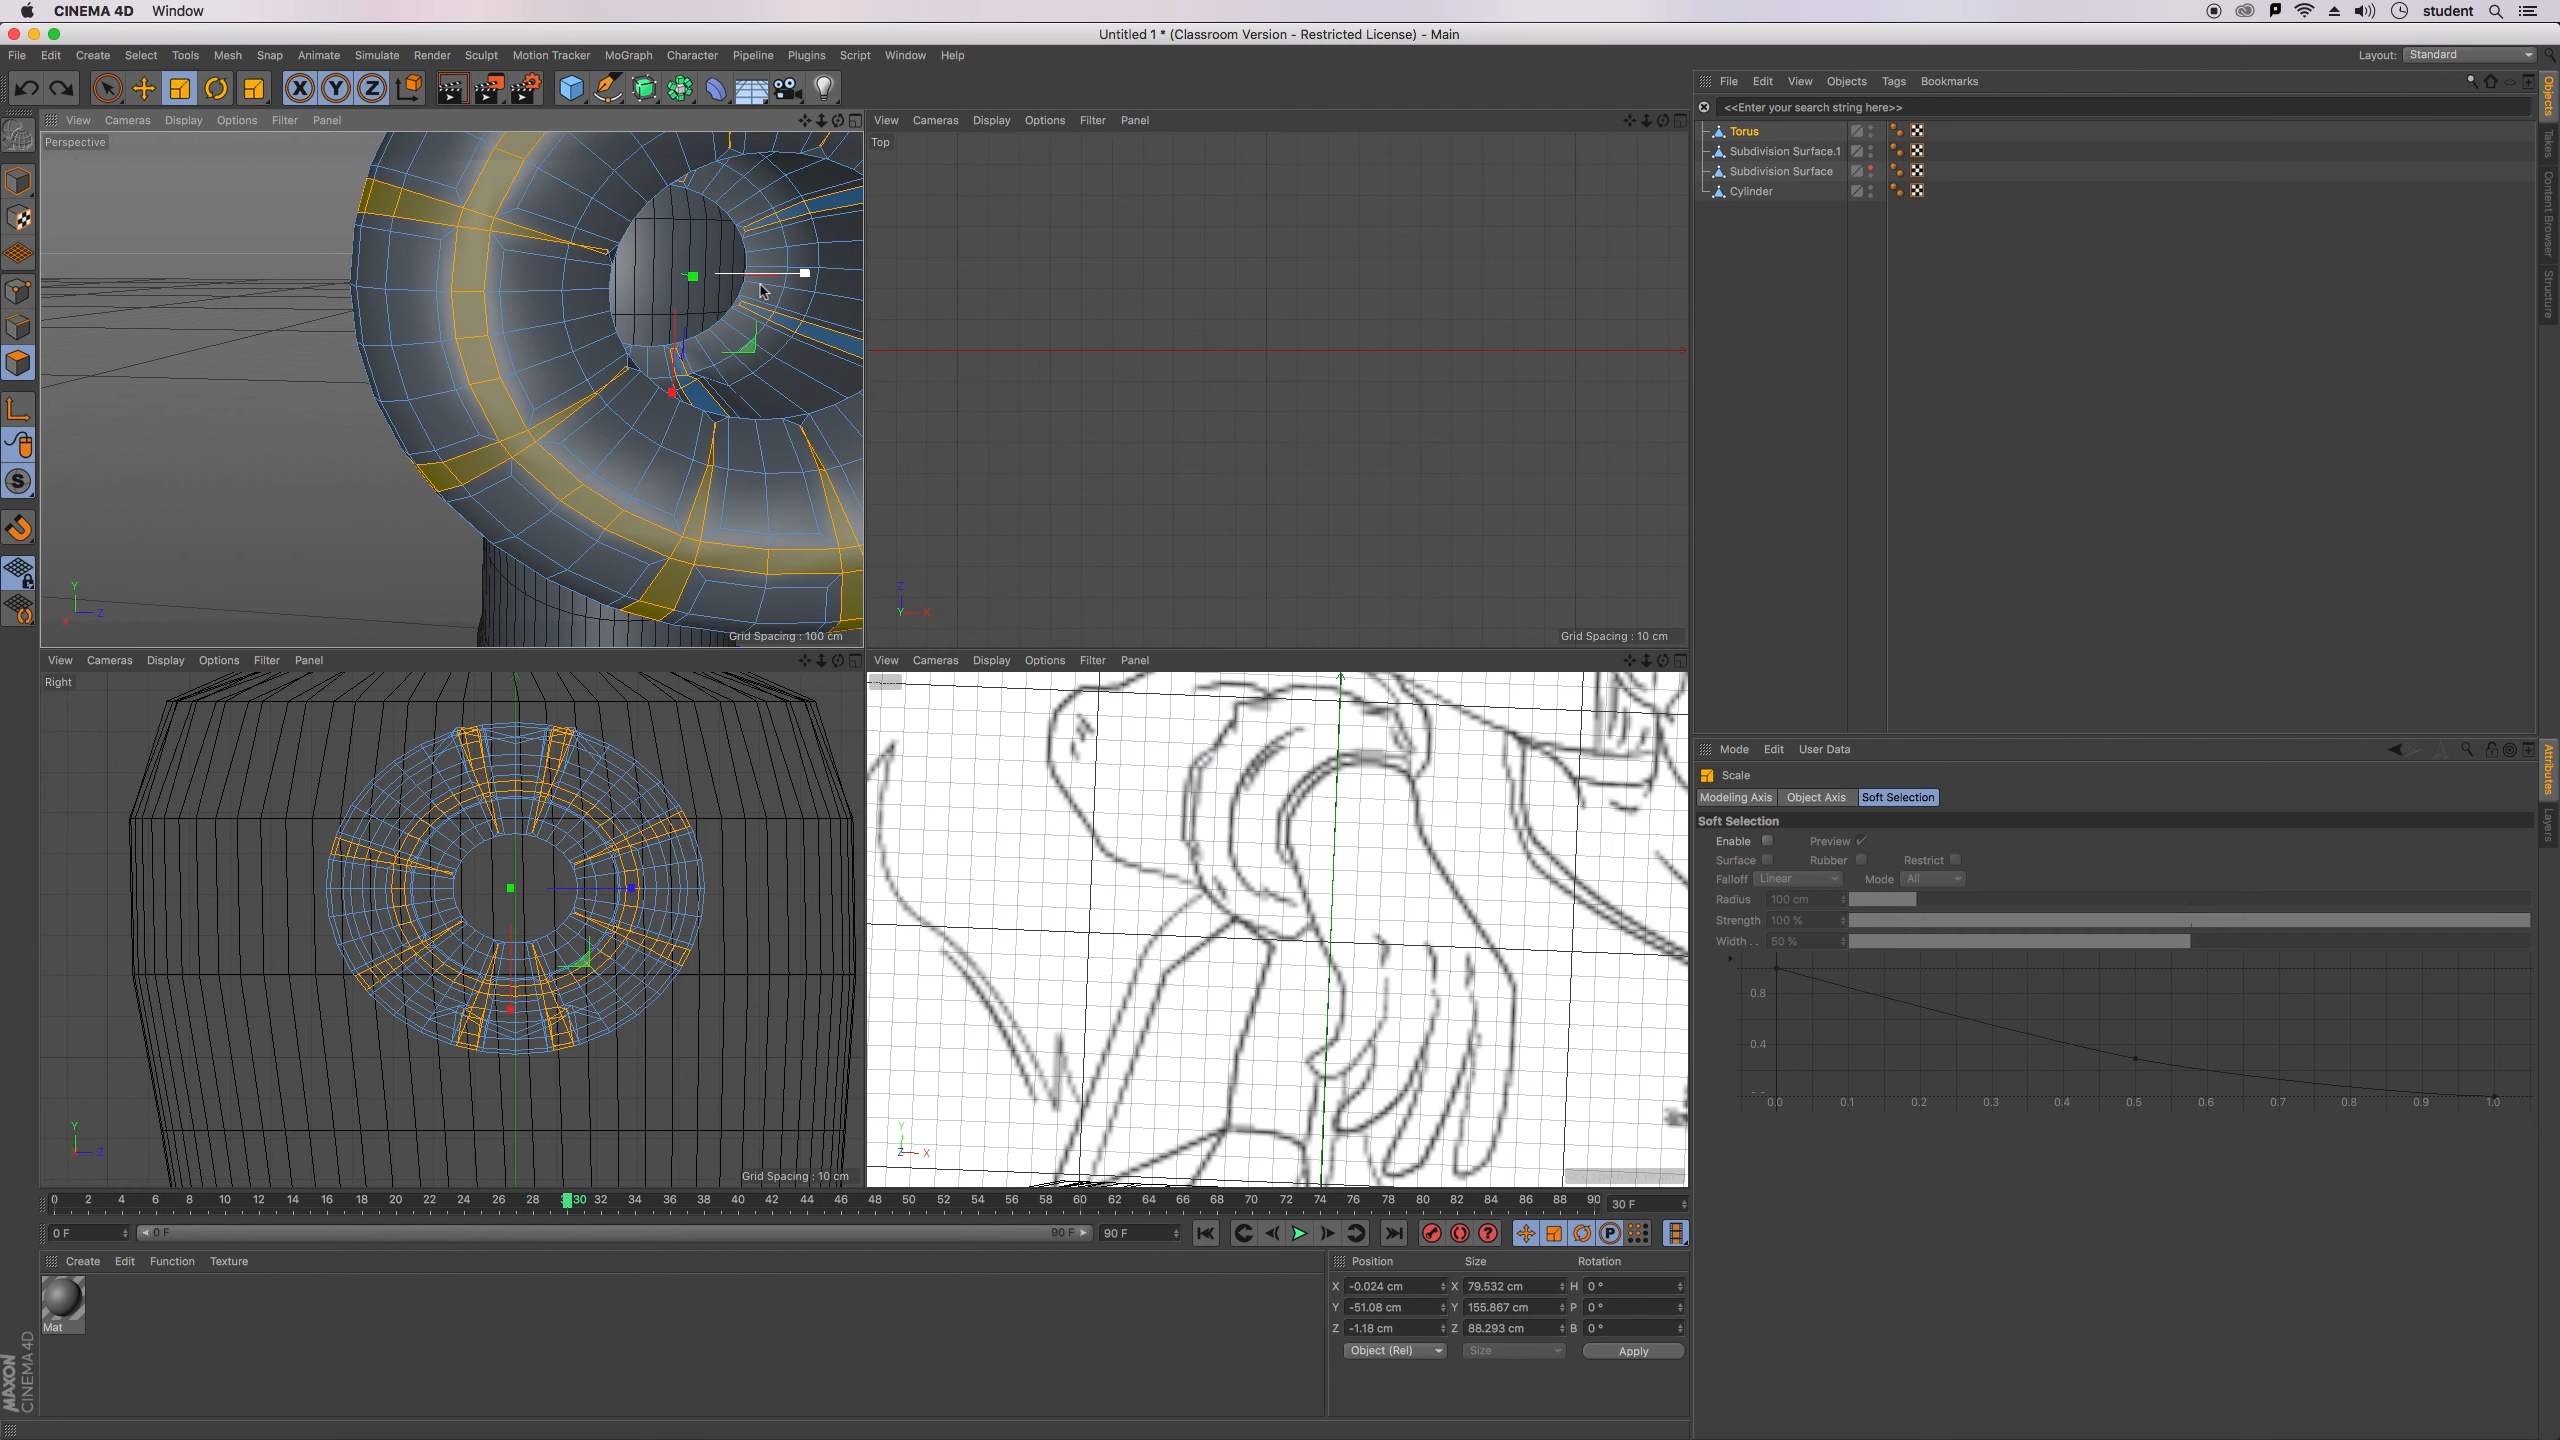 CINEMA 4D Window student
Untitled 1 * (Classroom Version - Restricted License) - Main
File Edit Create Select Tools Mesh Snap Animate Simulate Render Sculpt Motion Tracker MoGraph Character Pipeline Plugins Script Window Help Layout: Standard
File Edit View Objects Tags Bookmarks
<<Enter your search string here>>
Torus
Subdivision Surface.1
Subdivision Surface
Cylinder
Objects
Takes
Content Browser
Structure
View Cameras Display Options Filter Panel
Perspective
Y
Z
X
Grid Spacing : 100 cm
View Cameras Display Options Filter Panel
Top
Z
Y X
Grid Spacing : 10 cm
View Cameras Display Options Filter Panel
Right
Y
X Z
Grid Spacing : 10 cm
View Cameras Display Options Filter Panel
Y
Z X
Mode Edit User Data
Scale
Modeling Axis Object Axis Soft Selection
Soft Selection
Enable Preview
Surface Rubber Restrict
Falloff Linear Mode All
Radius 100 cm
Strength 100 %
Width . . 50 %
0.8
0.4
0.0 0.1 0.2 0.3 0.4 0.5 0.6 0.7 0.8 0.9 1.0
Attributes
Layers
0 2 4 6 8 10 12 14 16 18 20 22 24 26 28 30 32 34 36 38 40 42 44 46 48 50 52 54 56 58 60 62 64 66 68 70 72 74 76 78 80 82 84 86 88 90 30 F
0 F 0 F 90 F 90 F
Create Edit Function Texture
Mat
Position Size Rotation
X -0.024 cm X 79.532 cm H 0 °
Y -51.08 cm Y 155.867 cm P 0 °
Z -1.18 cm Z 88.293 cm B 0 °
Object (Rel) Size Apply
MAXON
CINEMA 4D